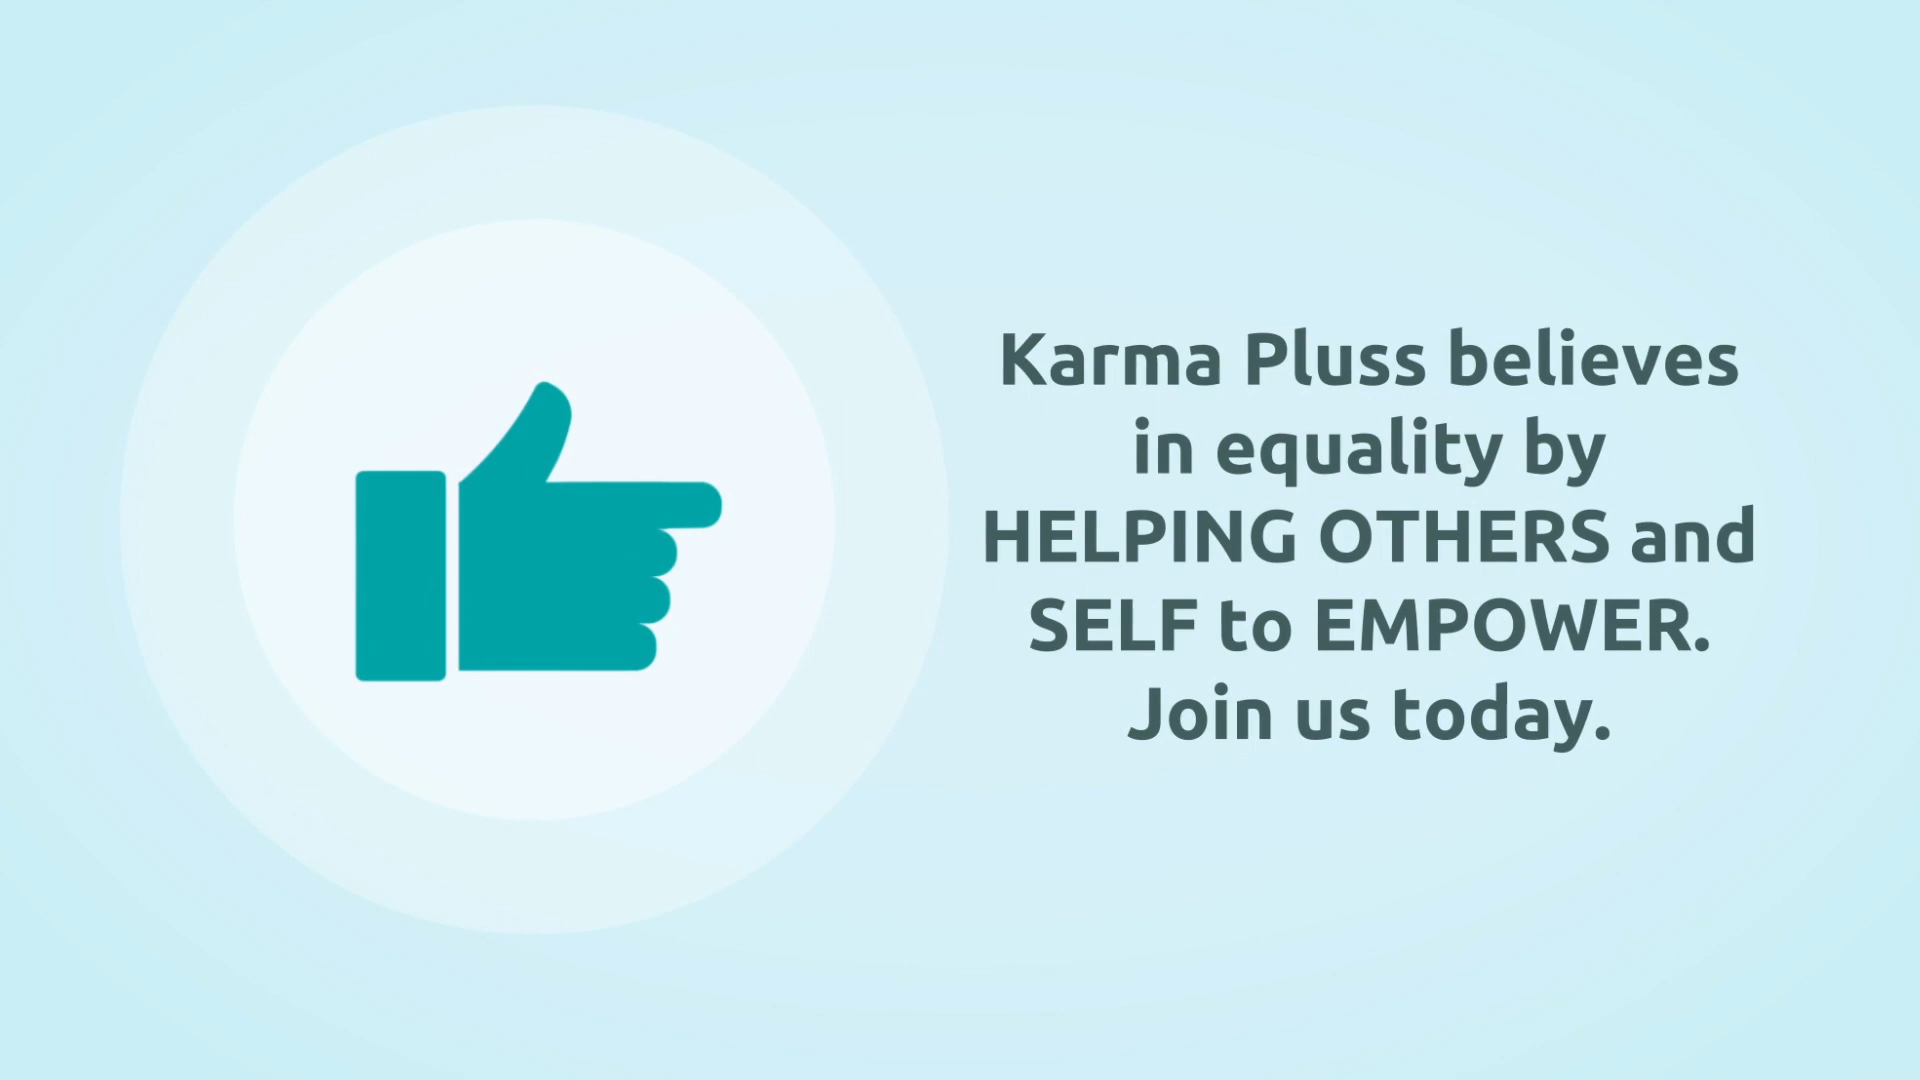 Karma Pluss believes
in equality by
HELPING OTHERS and
SELF to EMPOWER.
Join us today.